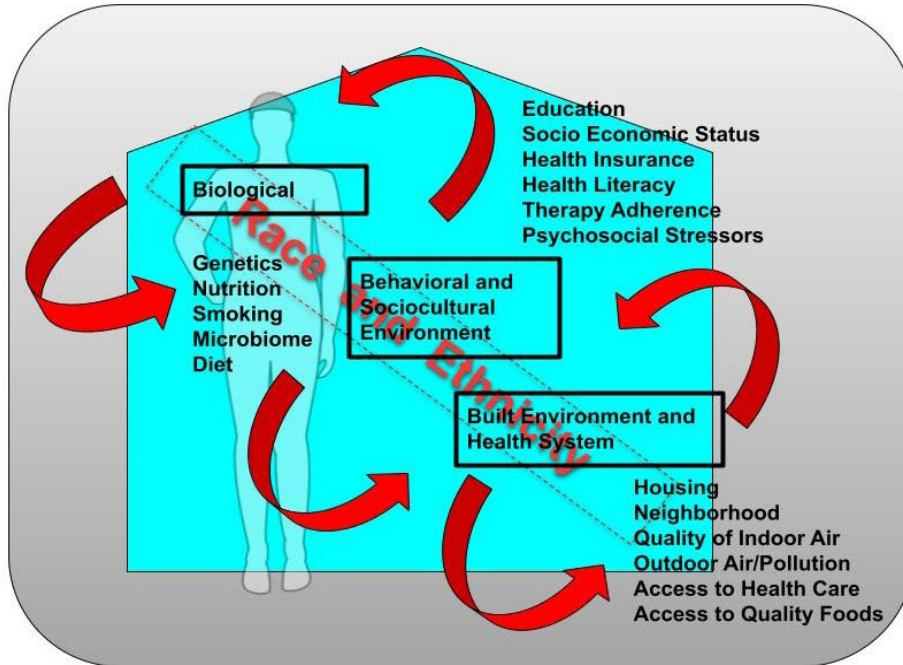 Education
Socio Economic Status
Health Insurance
Health Literacy
Therapy Adherence
Psychosocial Stressors
Biological
Race and Ethnicity
Genetics
Nutrition
Smoking
Microbiome
Diet
Behavioral and
Sociocultural
Environment
Built Environment and
Health System
Housing
Neighborhood
Quality of Indoor Air
Outdoor Air/Pollution
Access to Health Care
Access to Quality Foods